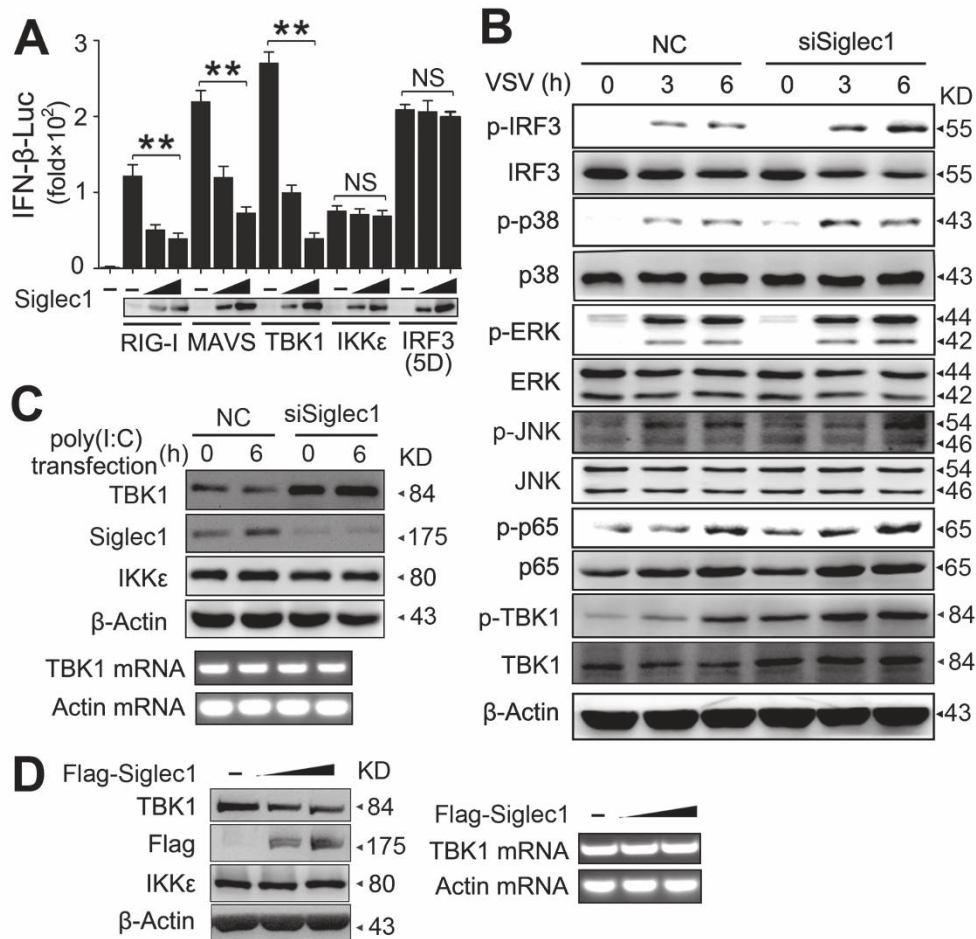 A
IFN-β-Luc
(fold×10²)
3
2
1
0
** ** ** NS NS
– – – – – –
Siglec1
RIG-I MAVS TBK1 IKKε IRF3
(5D)
B
NC siSiglec1
VSV (h) 0 3 6 0 3 6 KD
p-IRF3 55
IRF3 55
p-p38 43
p38 43
p-ERK 44
42
ERK 44
42
p-JNK 54
46
JNK 54
46
p-p65 65
p65 65
p-TBK1 84
TBK1 84
β-Actin 43
C
NC siSiglec1
poly(I:C)
transfection (h) 0 6 0 6 KD
TBK1 84
Siglec1 175
IKKε 80
β-Actin 43
TBK1 mRNA
Actin mRNA
D
Flag-Siglec1 – KD
TBK1 84
Flag 175
IKKε 80
β-Actin 43
Flag-Siglec1 –
TBK1 mRNA
Actin mRNA